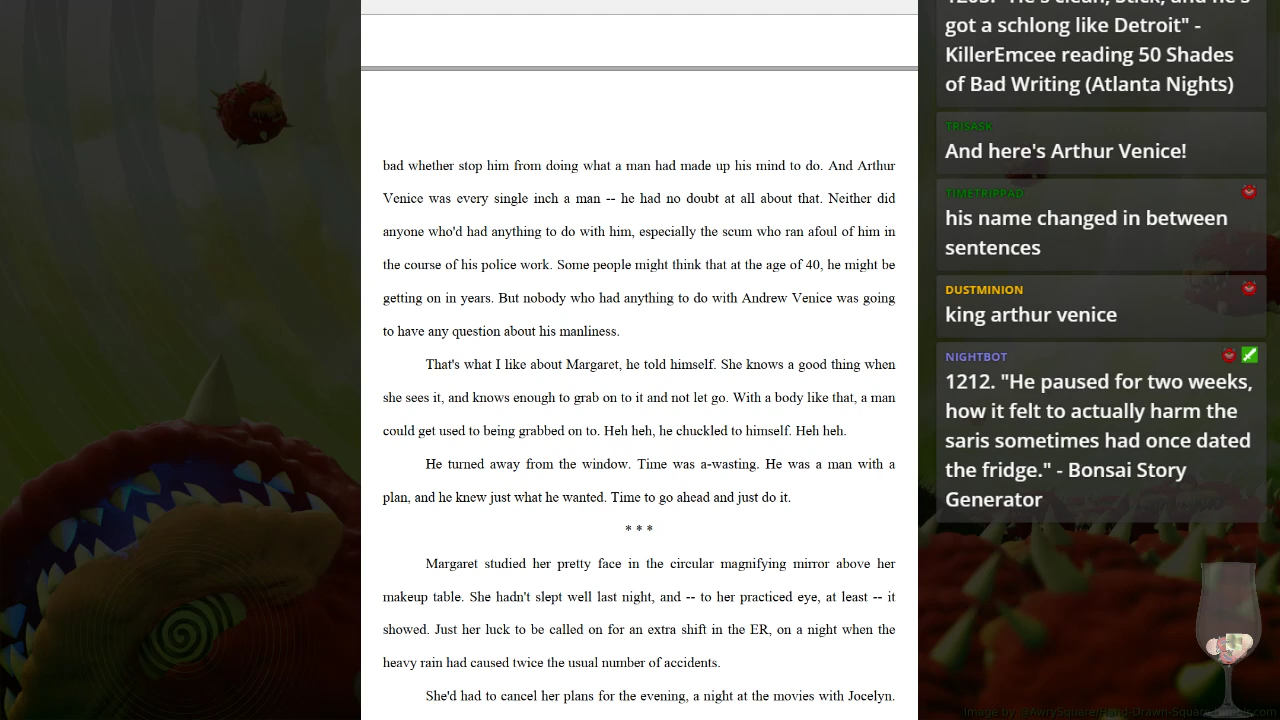 bad whether stop him from doing what a man had made up his mind to do. And Arthur
Venice was every single inch a man -- he had no doubt at all about that. Neither did
anyone who'd had anything to do with him, especially the scum who ran afoul of him in
the course of his police work. Some people might think that at the age of 40, he might be
getting on in years. But nobody who had anything to do with Andrew Venice was going
to have any question about his manliness.
That's what I like about Margaret, he told himself. She knows a good thing when
she sees it, and knows enough to grab on to it and not let go. With a body like that, a man
could get used to being grabbed on to. Heh heh, he chuckled to himself. Heh heh.
He turned away from the window. Time was a-wasting. He was a man with a
plan, and he knew just what he wanted. Time to go ahead and just do it.
* * *
Margaret studied her pretty face in the circular magnifying mirror above her
makeup table. She hadn't slept well last night, and -- to her practiced eye, at least -- it
showed. Just her luck to be called on for an extra shift in the ER, on a night when the
heavy rain had caused twice the usual number of accidents.
She'd had to cancel her plans for the evening, a night at the movies with Jocelyn.
1205. "He's clean, Stick, and he's
got a schlong like Detroit" -
KillerEmcee reading 50 Shades
of Bad Writing (Atlanta Nights)
TRISASK
And here's Arthur Venice!
TIMETRIPPAD
his name changed in between
sentences
DUSTMINION
king arthur venice
NIGHTBOT
1212. "He paused for two weeks,
how it felt to actually harm the
saris sometimes had once dated
the fridge." - Bonsai Story
Generator